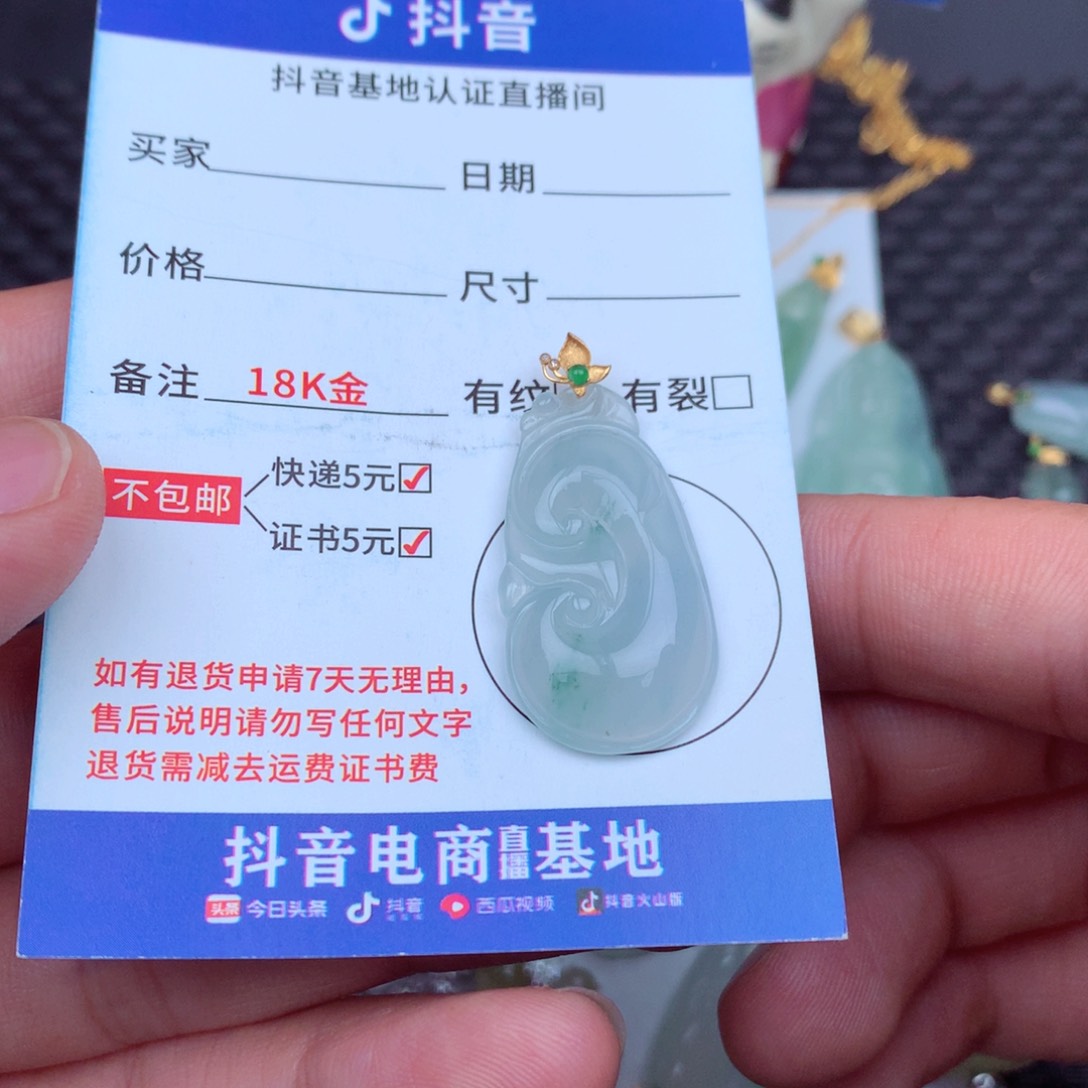 抖音
抖音基地认证直播间
买家 日期
价格 尺寸
备注 18K金 有纹 有裂
不包邮
快递5元
证书5元
如有退货申请7天无理由,
售后说明请勿写任何文字
退货需减去运费证书费
抖音电商直播基地
头条 今日头条 抖音 西瓜视频 抖音火山版